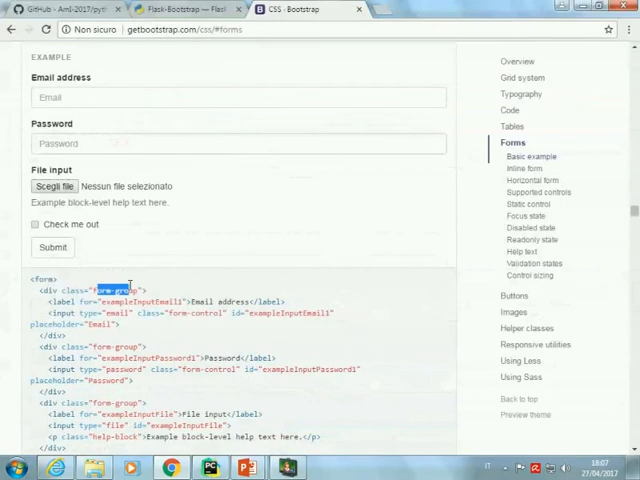 GitHub - AmI-2017/pyth
Flask-Bootstrap — Flask
CSS · Bootstrap
Non sicuro
getbootstrap.com/css/#forms
EXAMPLE
Email address
Email
Password
Password
File input
Scegli file Nessun file selezionato
Example block-level help text here.
Check me out
Submit
<form>
<div class="form-group">
<label for="exampleInputEmail1">Email address</label>
<input type="email" class="form-control" id="exampleInputEmail1"
placeholder="Email">
</div>
<div class="form-group">
<label for="exampleInputPassword1">Password</label>
<input type="password" class="form-control" id="exampleInputPassword1"
placeholder="Password">
</div>
<div class="form-group">
<label for="exampleInputFile">File input</label>
<input type="file" id="exampleInputFile">
<p class="help-block">Example block-level help text here.</p>
</div>
Overview
Grid system
Typography
Code
Tables
Forms
Basic example
Inline form
Horizontal form
Supported controls
Static control
Focus state
Disabled state
Readonly state
Help text
Validation states
Control sizing
Buttons
Images
Helper classes
Responsive utilities
Using Less
Using Sass
Back to top
Preview theme
IT
18:07
27/04/2017